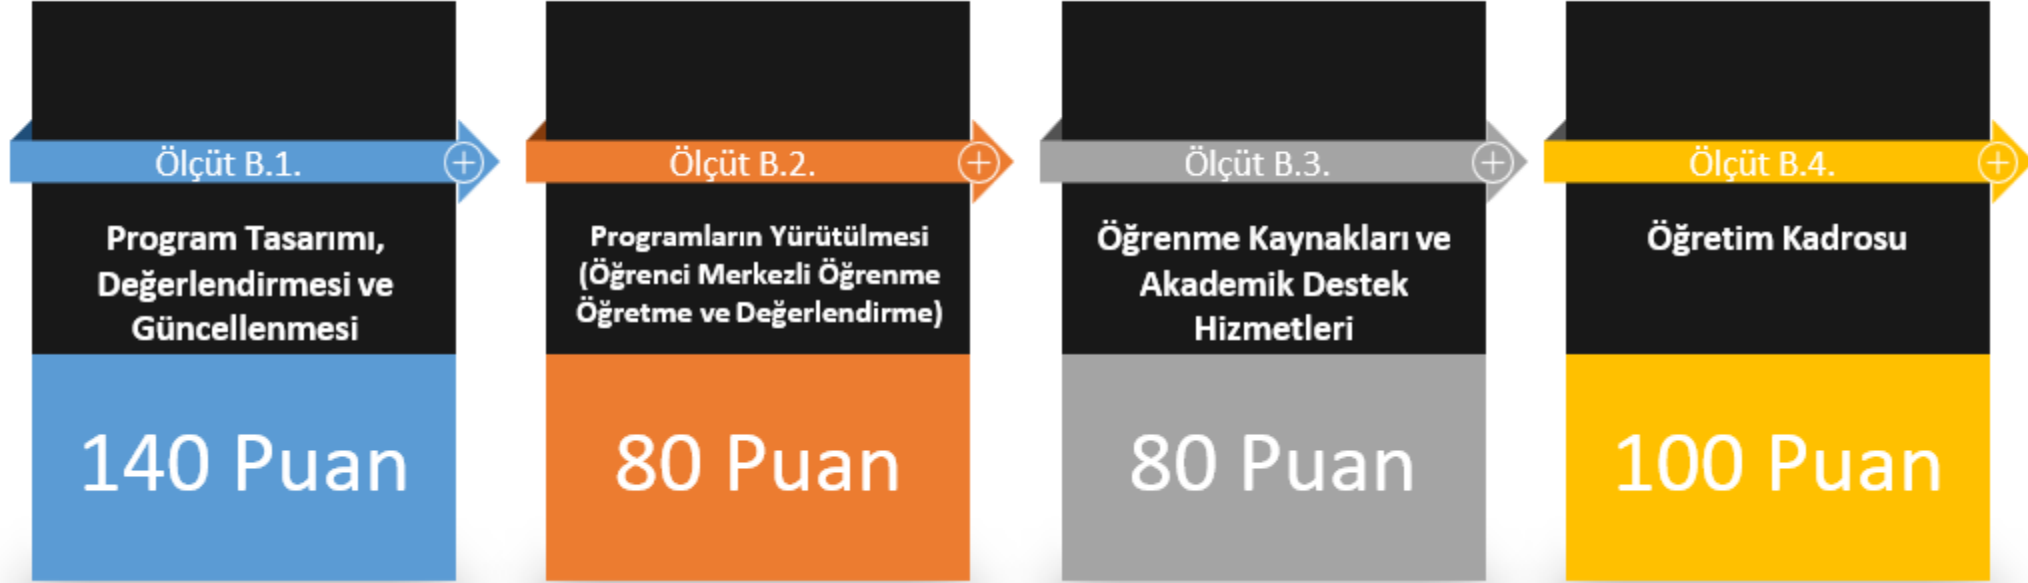 Ölçüt B.1.
Program Tasarımı,
Değerlendirmesi ve
Güncellenmesi
140 Puan
Ölçüt B.2.
Programların Yürütülmesi
(Öğrenci Merkezli Öğrenme
Öğretme ve Değerlendirme)
80 Puan
Ölçüt B.3.
Öğrenme Kaynakları ve
Akademik Destek
Hizmetleri
80 Puan
Ölçüt B.4.
Öğretim Kadrosu
100 Puan